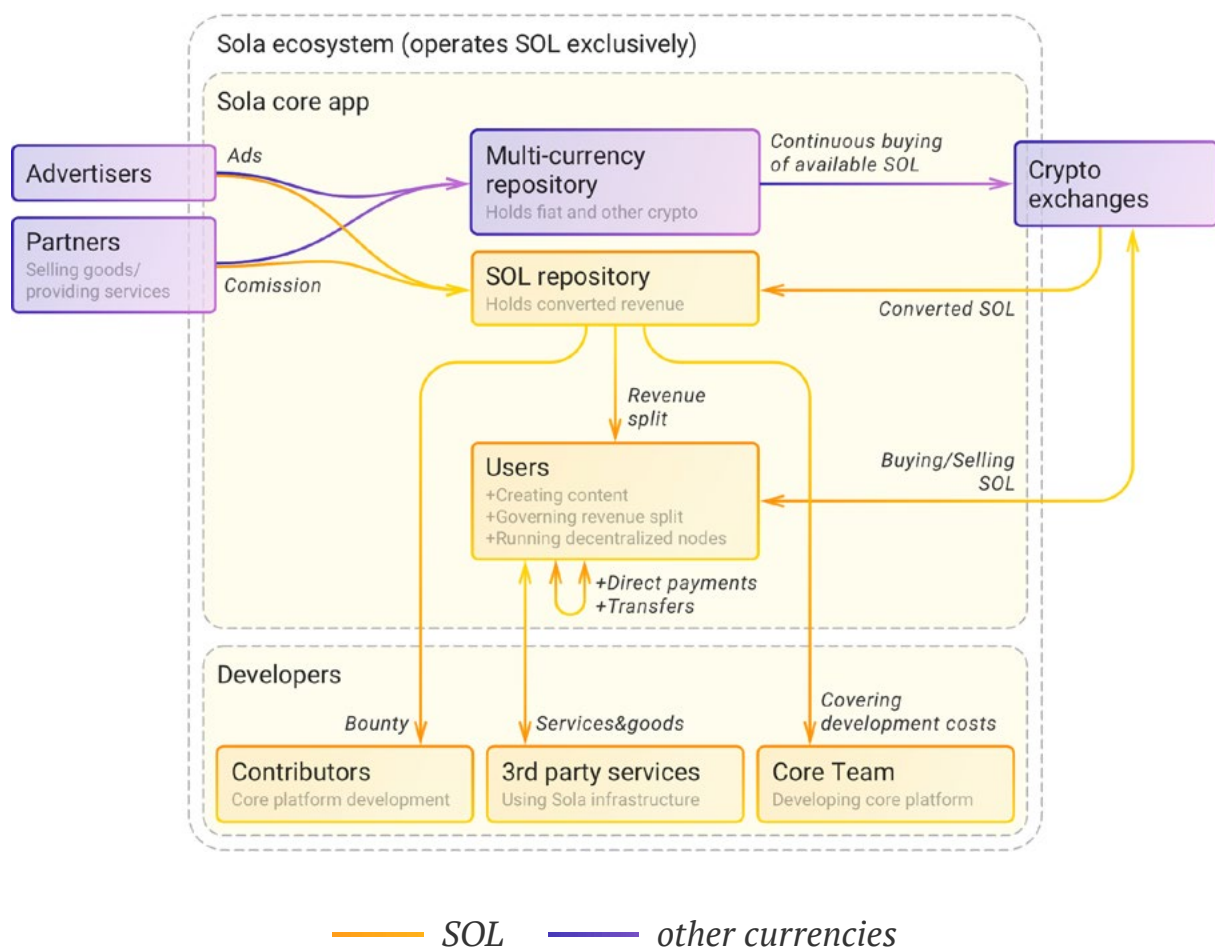 Sola ecosystem (operates SOL exclusively)
Sola core app
Advertisers
Ads
Multi-currency
repository
Holds fiat and other crypto
Continuous buying
of available SOL
Crypto
exchanges
Partners
Selling goods/
providing services
Comission
SOL repository
Holds converted revenue
Converted SOL
Revenue
split
Users
+Creating content
+Governing revenue split
+Running decentralized nodes
Buying/Selling
SOL
+Direct payments
+Transfers
Developers
Bounty
Services&goods
Covering
development costs
Contributors
Core platform development
3rd party services
Using Sola infrastructure
Core Team
Developing core platform
SOL
other currencies